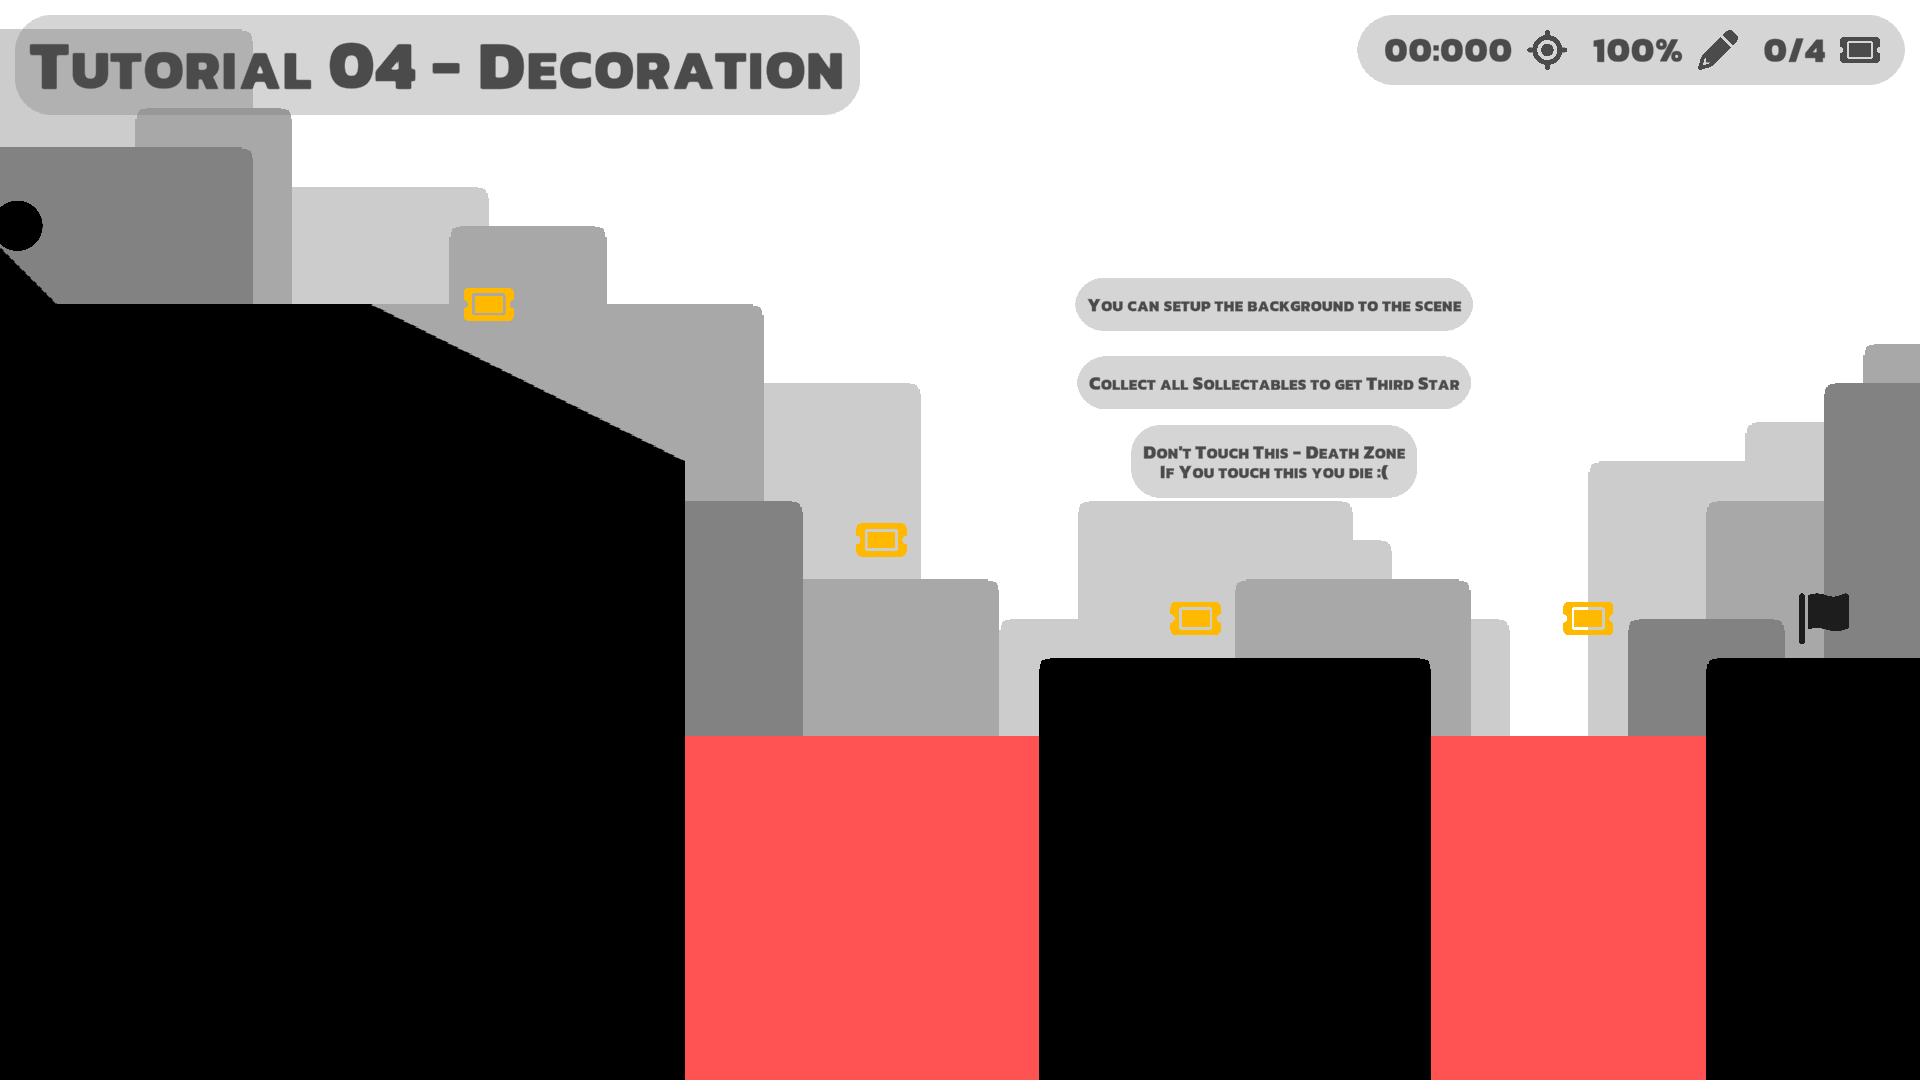 Tutorial 04 - Decoration
00:000 100% 0/4
You can setup the background to the scene
Collect all Sollectables to get Third Star
Don't Touch This - Death Zone
If You touch this you die :(